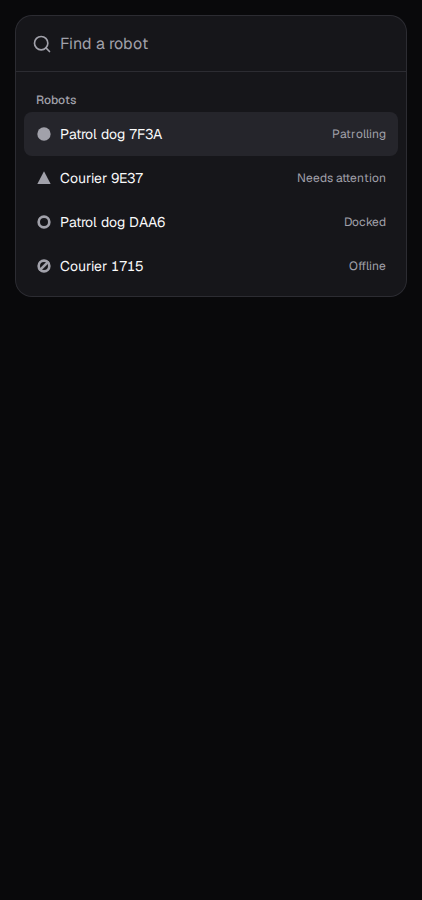 Find a robot
Robots
Patrol dog 7F3A Patrolling
Courier 9E37 Needs attention
Patrol dog DAA6 Docked
Courier 1715 Offline